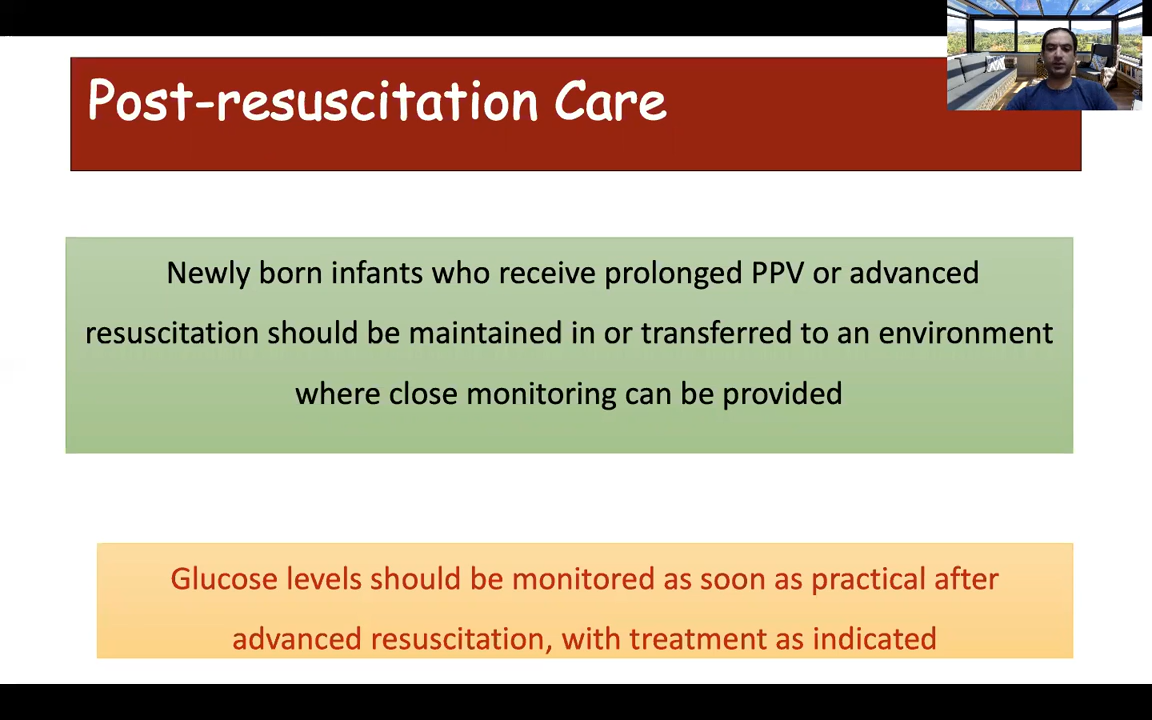 Post-resuscitation Care
Newly born infants who receive prolonged PPV or advanced
resuscitation should be maintained in or transferred to an environment
where close monitoring can be provided
Glucose levels should be monitored as soon as practical after
advanced resuscitation, with treatment as indicated